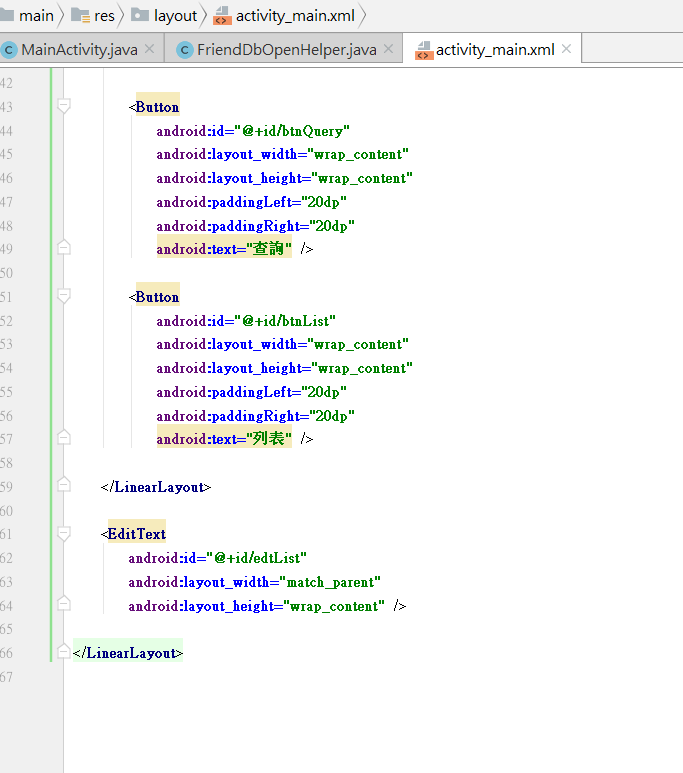 main res layout activity_main.xml
MainActivity.java FriendDbOpenHelper.java activity_main.xml
42
43 <Button
44 android:id="@+id/btnQuery"
45 android:layout_width="wrap_content"
46 android:layout_height="wrap_content"
47 android:paddingLeft="20dp"
48 android:paddingRight="20dp"
49 android:text="查詢" />
50
51 <Button
52 android:id="@+id/btnList"
53 android:layout_width="wrap_content"
54 android:layout_height="wrap_content"
55 android:paddingLeft="20dp"
56 android:paddingRight="20dp"
57 android:text="列表" />
58
59 </LinearLayout>
60
61 <EditText
62 android:id="@+id/edtList"
63 android:layout_width="match_parent"
64 android:layout_height="wrap_content" />
65
66 </LinearLayout>
67